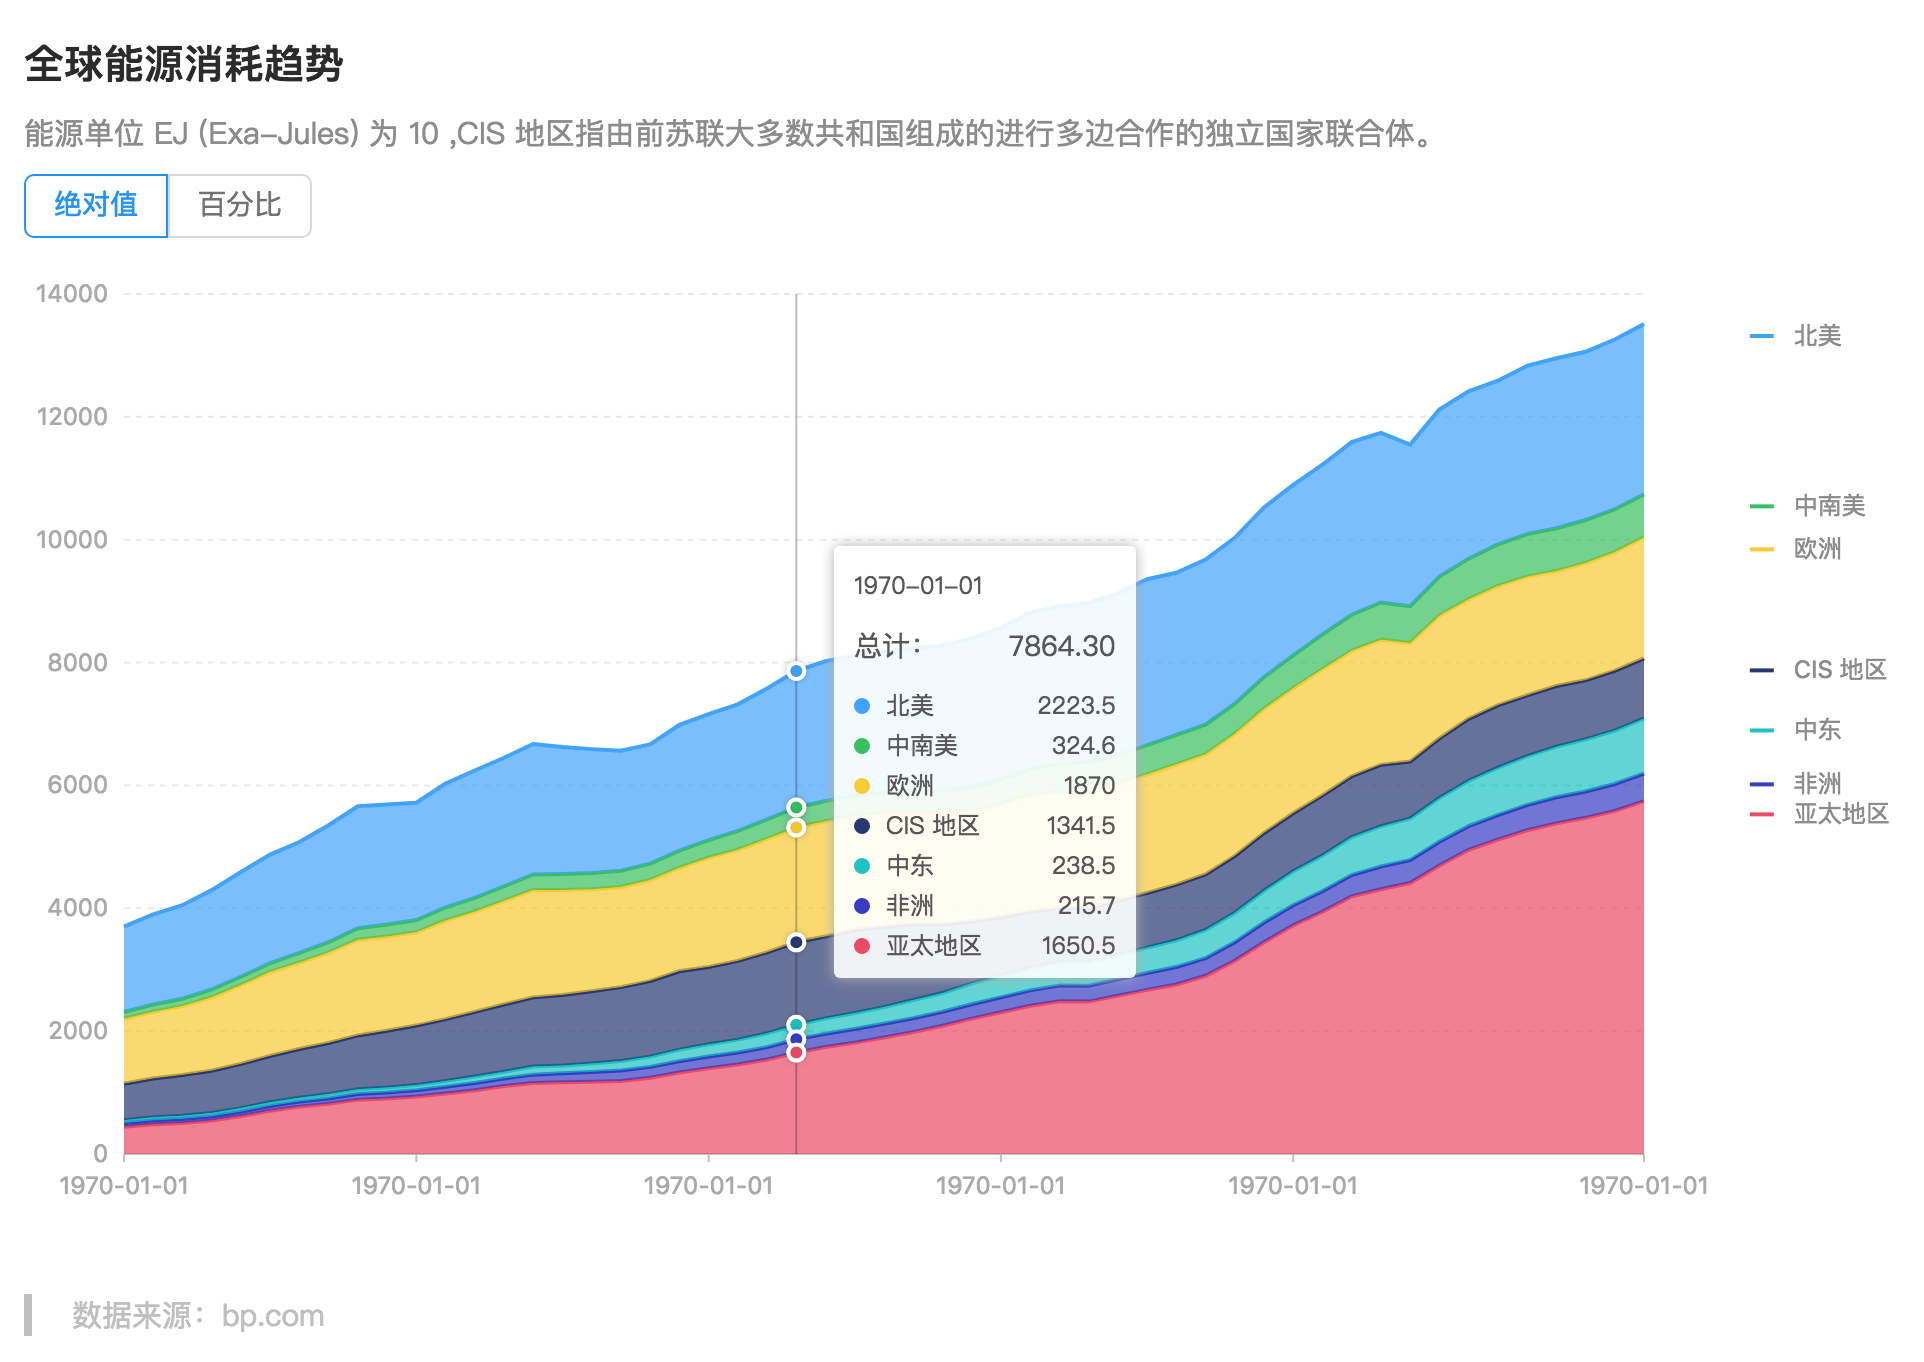 全球能源消耗趋势
能源单位 EJ (Exa-Jules) 为 10 ,CIS 地区指由前苏联大多数共和国组成的进行多边合作的独立国家联合体。
绝对值 百分比
14000
12000
10000
8000
6000
4000
2000
0
1970-01-01 1970-01-01 1970-01-01 1970-01-01 1970-01-01 1970-01-01
1970-01-01
总计： 7864.30
北美 2223.5
中南美 324.6
欧洲 1870
CIS 地区 1341.5
中东 238.5
非洲 215.7
亚太地区 1650.5
北美
中南美
欧洲
CIS 地区
中东
非洲
亚太地区
数据来源：bp.com